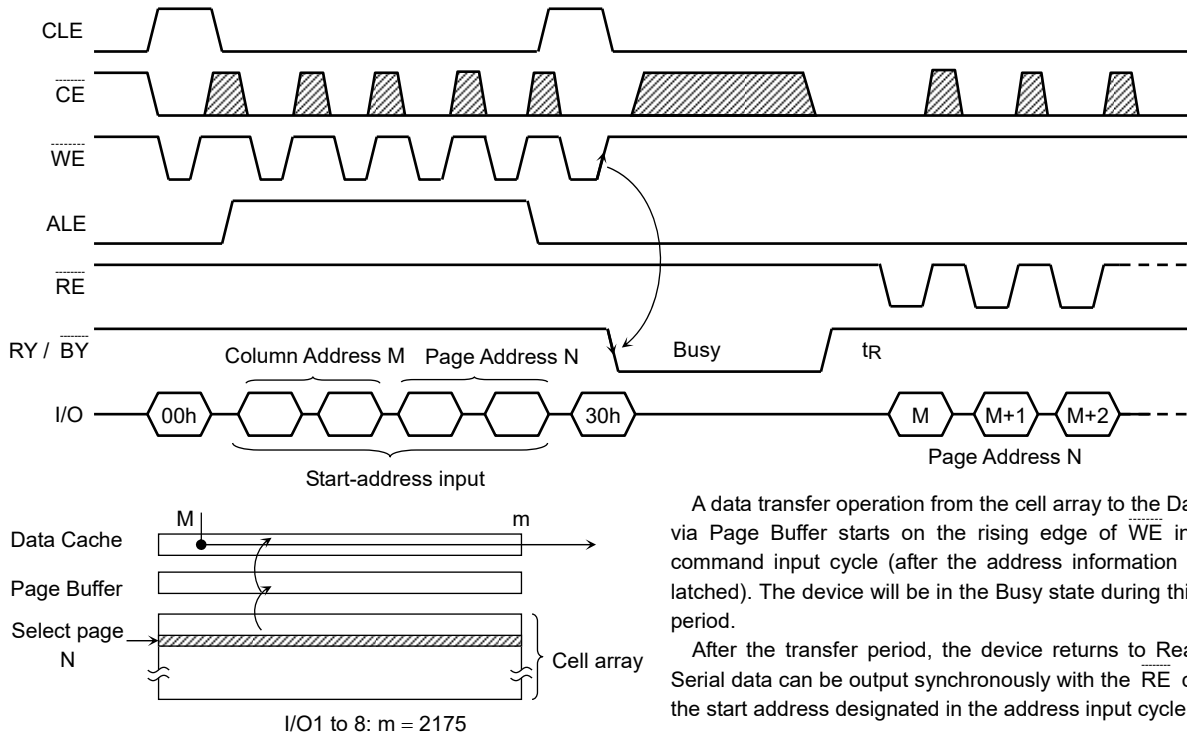 CLE
CE
WE
ALE
RE
RY / BY
Busy
tR
Column Address M
Page Address N
I/O
00h
30h
M
M+1
M+2
Page Address N
Start-address input
M
m
Data Cache
Page Buffer
Select page
N
Cell array
I/O1 to 8: m = 2175
A data transfer operation from the cell array to the Da
via Page Buffer starts on the rising edge of WE in
command input cycle (after the address information
latched). The device will be in the Busy state during thi
period.
After the transfer period, the device returns to Rea
Serial data can be output synchronously with the RE c
the start address designated in the address input cycle